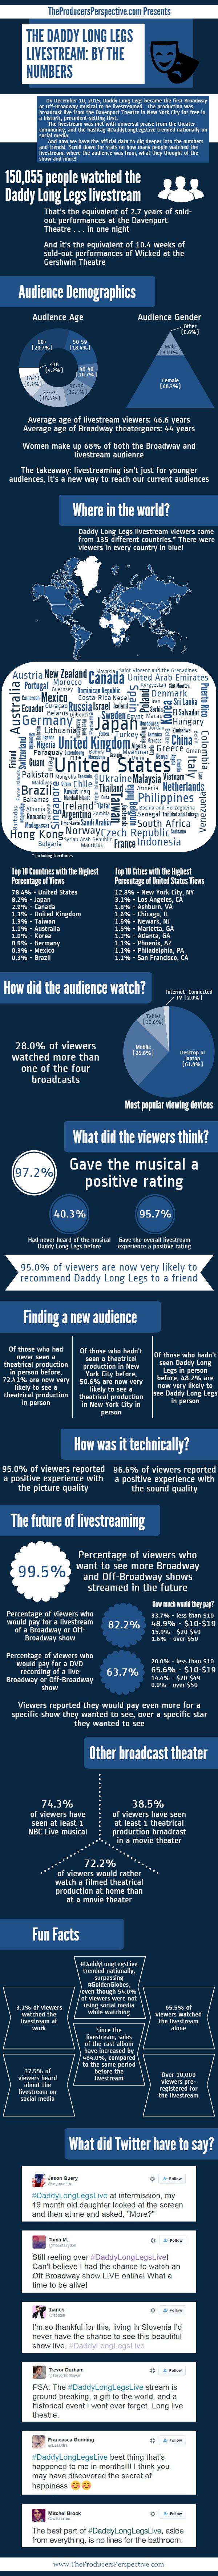 TheProducersPerspective.com Presents
THE DADDY LONG LEGS
LIVESTREAM: BY THE
NUMBERS
On December 10, 2015, Daddy Long Legs became the first Broadway
or Off-Broadway musical to be livestreamed. The production was
broadcast live from the Davenport Theatre in New York City for free in
a historic, precedent-setting first.
The livestream was met with universal praise from the theater
community, and the hashtag #DaddyLongLegsLive trended nationally on
social media.
And now we have the official data to dig deeper into the numbers
and trends! Scroll down for stats on how many people watched the
livestream, where the audience was from, what they thought of the
show and more!
150,055 people watched the
Daddy Long Legs livestream
That's the equivalent of 2.7 years of sold-
out performances at the Davenport
Theatre . . . in one night
And it's the equivalent of 10.4 weeks of
sold-out performances of Wicked at the
Gershwin Theatre
Audience Demographics
Audience Age
Audience Gender
60+
(29.7%)
50-59
(18.4%)
<18
(4.2%)
40-49
(10.7%)
18-21
(9.2%)
22-29
(15.4%)
30-39
(12.4%)
Other
(0.6%)
Male
(31.1%)
Female
(68.3%)
Average age of livestream viewers: 46.6 years
Average age of Broadway theatergoers: 44 years
Women make up 68% of both the Broadway and
livestream audience
The takeaway: livestreaming isn't just for younger
audiences, it's a new way to reach our current audiences
Where in the world?
Daddy Long Legs livestream viewers came
from 135 different countries.* There were
viewers in every country in blue!
Austria
New Zealand
Canada
Slovakia
Saint Vincent and the Grenadines
United Arab Emirates
Portugal
Morocco
Dominican Republic
Denmark
Puerto Rico
Mexico
Costa Rica
Nepal
Spain
Poland
Korea
Sri Lanka
Australia
Ecuador
Russia
Israel
Iceland
El Salvador
Curaçao
Sweden
Egypt
Macao
Hungary
Germany
Belarus
Djibouti
Japan
Lithuania
Yemen
Turkey
China
Nigeria
United Kingdom
Algeria
Greece
Italy
Colombia
Finland
Paraguay
Myanmar
United States
Pakistan
Ukraine
Malaysia
Armenia
Vietnam
Netherlands
Guam
Brazil
Chile
Thailand
Taiwan
Philippines
Bahamas
Singapore
Ireland
Argentina
Senegal
Trinidad and Tobago
Romania
Saudi Arabia
South Africa
Venezuela
Hong Kong
Norway
Czech Republic
Suriname
Bulgaria
Mauritius
France
Indonesia
* Including territories
Top 10 Countries with the Highest
Percentage of Views
78.4% - United States
8.2% - Japan
2.9% - Canada
1.3% - United Kingdom
1.3% - Taiwan
1.1% - Australia
1.0% - Korea
0.5% - Germany
0.3% - Mexico
0.3% - Brazil
Top 10 Cities with the Highest
Percentage of United States Views
12.8% - New York City, NY
3.1% - Los Angeles, CA
1.8% - Ashburn, VA
1.6% - Chicago, IL
1.5% - Newark, NJ
1.5% - Marietta, GA
1.2% - Atlanta, GA
1.1% - Phoenix, AZ
1.1% - Philadelphia, PA
1.1% - San Francisco, CA
How did the audience watch?
28.0% of viewers
watched more than
one of the four
broadcasts
Internet- Connected
TV (2.0%)
Tablet
(10.6%)
Mobile
(25.6%)
Desktop or
laptop
(61.8%)
Most popular viewing devices
What did the viewers think?
97.2%
Gave the musical a
positive rating
40.3%
95.7%
Had never heard of the musical
Daddy Long Legs before
Gave the overall livestream
experience a positive rating
95.0% of viewers are now very likely to
recommend Daddy Long Legs to a friend
Finding a new audience
Of those who had
never seen a
theatrical production
in person before,
72.41% are now very
likely to see a
theatrical production
in person
Of those who hadn't
seen a theatrical
production in New
York City before,
50.6% are now very
likely to see a
theatrical production
in New York City in
person
Of those who hadn't
seen Daddy Long
Legs in person
before, 48.2% are
now very likely to
see Daddy Long Legs
in person
How was it technically?
95.0% of viewers reported
a positive experience with
the picture quality
96.6% of viewers reported
a positive experience with
the sound quality
The future of livestreaming
99.5%
Percentage of viewers who
want to see more Broadway
and Off-Broadway shows
streamed in the future
How much would they pay?
Percentage of viewers who
would pay for a livestream
of a Broadway or Off-
Broadway show
82.2%
33.7% - less than $10
48.9% - $10-$19
15.9% - $20-$49
1.6% - over $50
Percentage of viewers who
would pay for a DVD
recording of a live
Broadway or Off-Broadway
show
63.7%
20.0% - less than $10
65.6% - $10-$19
14.4% - $20-$49
0.0% - over $50
Viewers reported they would pay even more for a
specific show they wanted to see, over a specific star
they wanted to see
Other broadcast theater
74.3%
of viewers have
seen at least 1
NBC Live musical
38.5%
of viewers have seen
at least 1 theatrical
production broadcast
in a movie theater
72.2%
of viewers would rather
watch a filmed theatrical
production at home than
at a movie theater
Fun Facts
#DaddyLongLegsLive
trended nationally,
surpassing
#GoldenGlobes,
even though 54.0%
of viewers were not
using social media
while watching
3.1% of viewers
watched the
livestream at
work
65.5% of
viewers watched
the livestream
alone
Since the
livestream, sales
of the cast album
have increased by
484.0%, compared
to the same period
before the
livestream
37.5% of
viewers heard
about the
livestream on
social media
Over 10,000
viewers pre-
registered for
the livestream
What did Twitter have to say?
Jason Query
Follow
#DaddyLongLegsLive at intermission, my
19 month old daughter looked at the screen
and then at me and asked, "More?"
Tania M.
Follow
Still reeling over #DaddyLongLegsLive!
Can't believe I had the chance to watch an
Off Broadway show LIVE online! What a
time to be alive!
thanos
Follow
I'm so thankful for this, living in Slovenia I'd
never have the chance to see this beautiful
show live. #DaddyLongLegsLive
Trevor Durham
Follow
PSA: The #DaddyLongLegsLive stream is
ground breaking, a gift to the world, and a
historical event I wont ever forget. Long live
theatre.
Francesca Godding
Follow
#DaddyLongLegsLive best thing that's
happened to me in months!!!! I think you
may have discovered the secret of
happiness 😊😊
Mitchel Brock
Follow
The best part of #DaddyLongLegsLive, aside
from everything, is no lines for the bathroom.
www.TheProducersPerspective.com